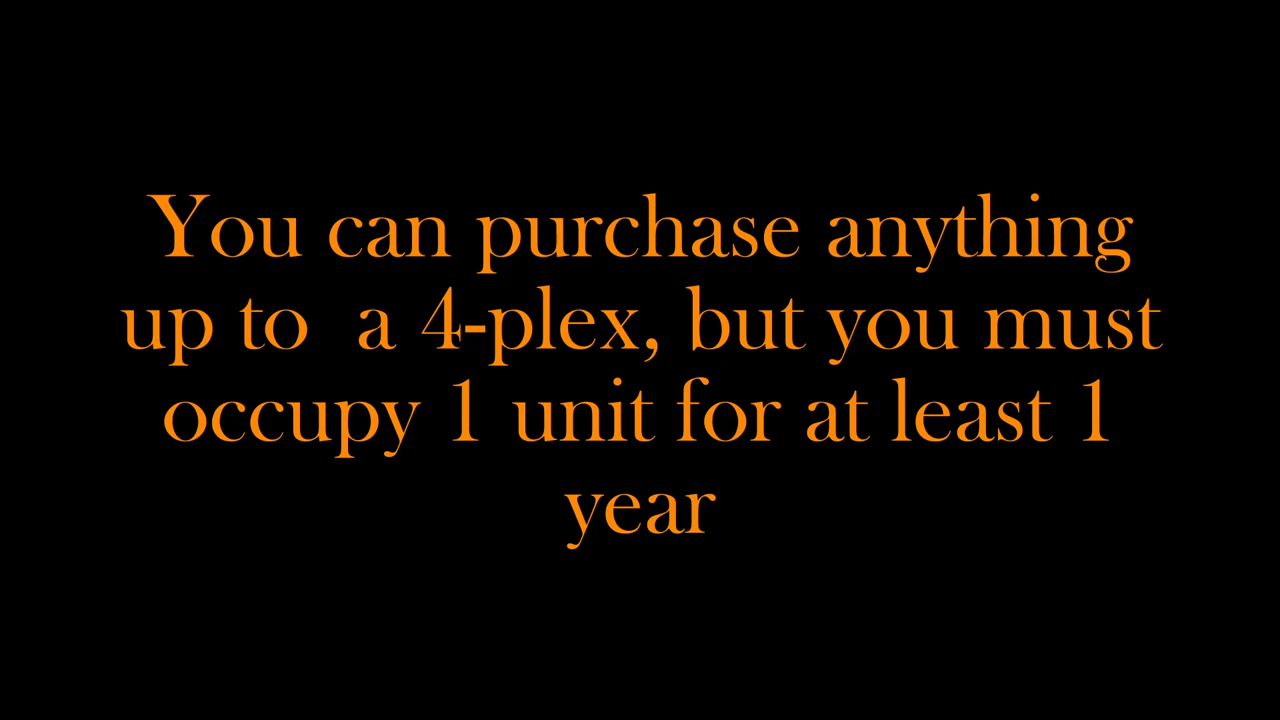 You can purchase anything
up to  a 4-plex, but you must
occupy 1 unit for at least 1
year